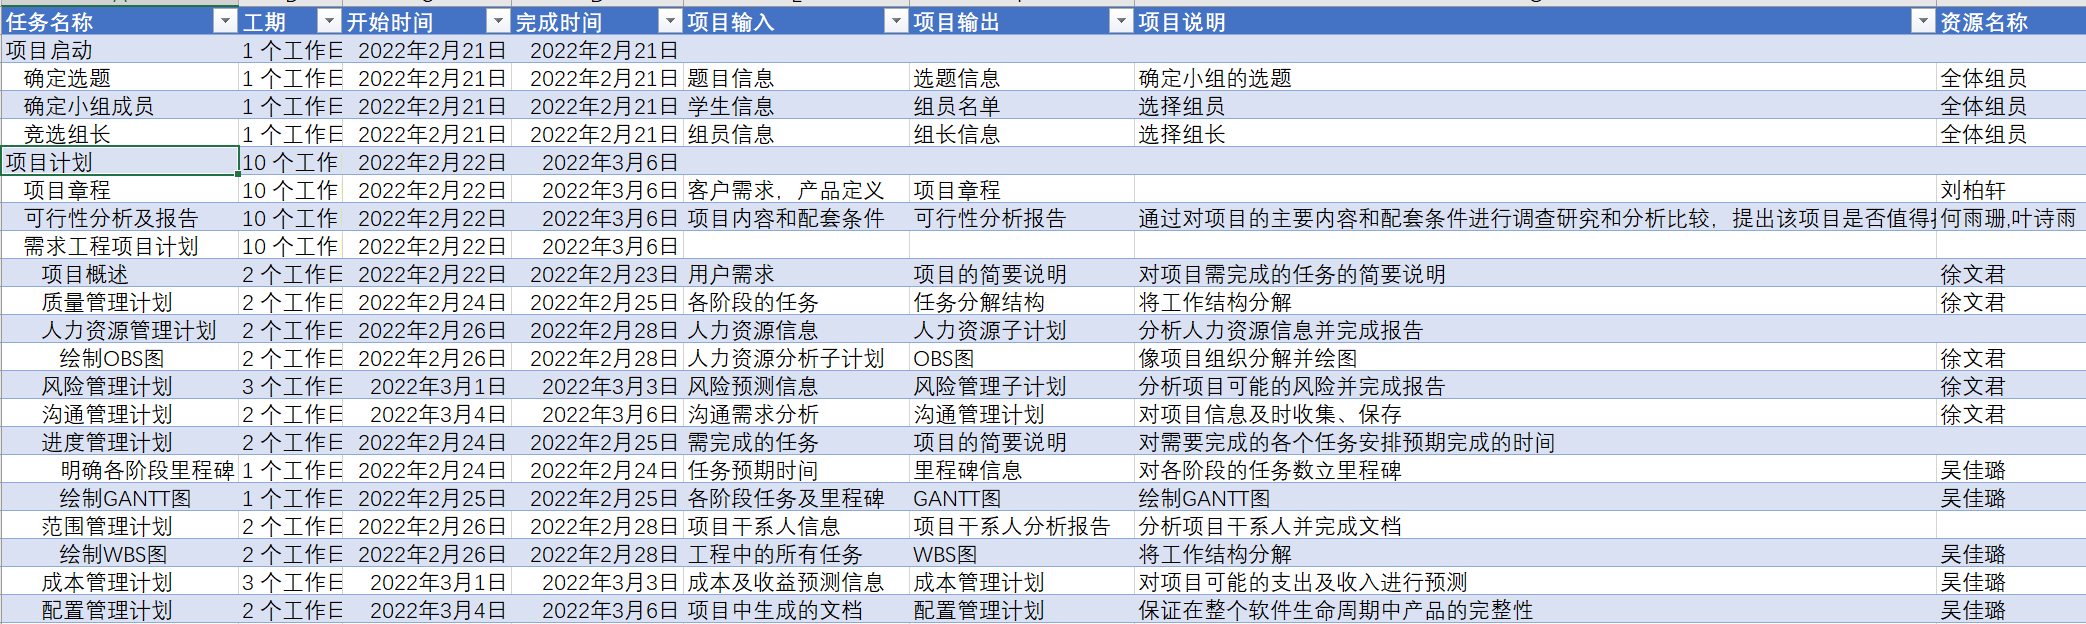 任务名称 工期 开始时间 完成时间 项目输入 项目输出 项目说明 资源名称
项目启动 1 个工作日 2022年2月21日 2022年2月21日
确定选题 1 个工作日 2022年2月21日 2022年2月21日 题目信息 选题信息 确定小组的选题 全体组员
确定小组成员 1 个工作日 2022年2月21日 2022年2月21日 学生信息 组员名单 选择组员 全体组员
竞选组长 1 个工作日 2022年2月21日 2022年2月21日 组员信息 组长信息 选择组长 全体组员
项目计划 10 个工作 2022年2月22日 2022年3月6日
项目章程 10 个工作 2022年2月22日 2022年3月6日 客户需求，产品定义 项目章程 刘柏轩
可行性分析及报告 10 个工作 2022年2月22日 2022年3月6日 项目内容和配套条件 可行性分析报告 通过对项目的主要内容和配套条件进行调查研究和分析比较，提出该项目是否值得 何雨珊,叶诗雨
需求工程项目计划 10 个工作 2022年2月22日 2022年3月6日
项目概述 2 个工作日 2022年2月22日 2022年2月23日 用户需求 项目的简要说明 对项目需完成的任务的简要说明 徐文君
质量管理计划 2 个工作日 2022年2月24日 2022年2月25日 各阶段的任务 任务分解结构 将工作结构分解 徐文君
人力资源管理计划 2 个工作日 2022年2月26日 2022年2月28日 人力资源信息 人力资源子计划 分析人力资源信息并完成报告
绘制OBS图 2 个工作日 2022年2月26日 2022年2月28日 人力资源分析子计划 OBS图 像项目组织分解并绘图 徐文君
风险管理计划 3 个工作日 2022年3月1日 2022年3月3日 风险预测信息 风险管理子计划 分析项目可能的风险并完成报告 徐文君
沟通管理计划 2 个工作日 2022年3月4日 2022年3月6日 沟通需求分析 沟通管理计划 对项目信息及时收集、保存 徐文君
进度管理计划 2 个工作日 2022年2月24日 2022年2月25日 需完成的任务 项目的简要说明 对需要完成的各个任务安排预期完成的时间
明确各阶段里程碑 1 个工作日 2022年2月24日 2022年2月24日 任务预期时间 里程碑信息 对各阶段的任务数立里程碑 吴佳璐
绘制GANTT图 1 个工作日 2022年2月25日 2022年2月25日 各阶段任务及里程碑 GANTT图 绘制GANTT图 吴佳璐
范围管理计划 2 个工作日 2022年2月26日 2022年2月28日 项目干系人信息 项目干系人分析报告 分析项目干系人并完成文档
绘制WBS图 2 个工作日 2022年2月26日 2022年2月28日 工程中的所有任务 WBS图 将工作结构分解 吴佳璐
成本管理计划 3 个工作日 2022年3月1日 2022年3月3日 成本及收益预测信息 成本管理计划 对项目可能的支出及收入进行预测 吴佳璐
配置管理计划 2 个工作日 2022年3月4日 2022年3月6日 项目中生成的文档 配置管理计划 保证在整个软件生命周期中产品的完整性 吴佳璐